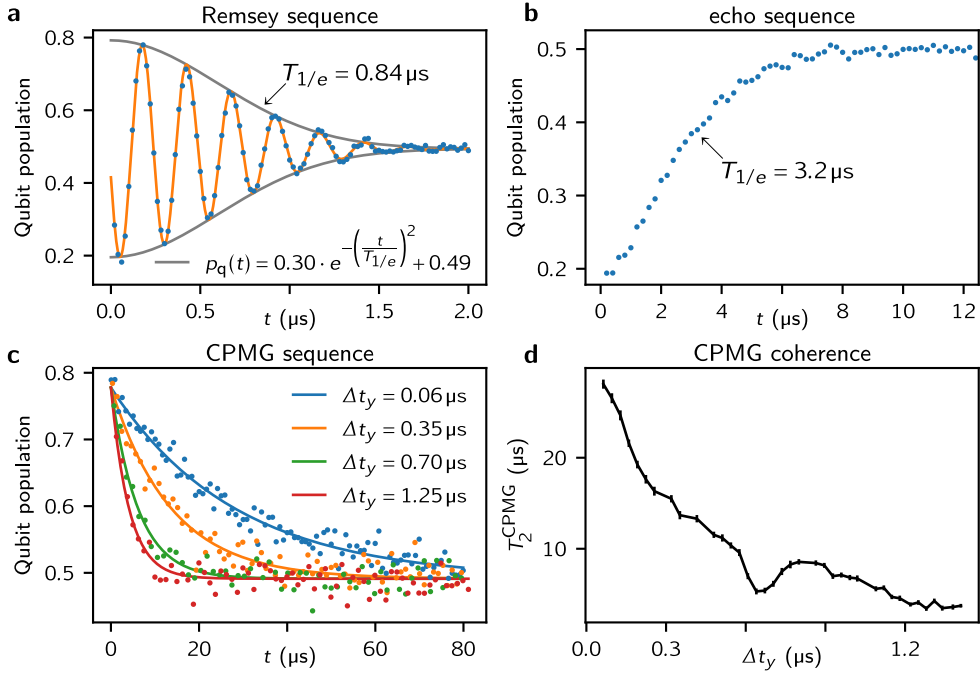 a
Remsey sequence
Qubit population
0.8
0.6
0.4
0.2
T1/e = 0.84 μs
pq(t) = 0.30 · e^−(t/T1/e)^2 + 0.49
0.0 0.5 1.0 1.5 2.0
t (μs)
b
echo sequence
Qubit population
0.5
0.4
0.3
0.2
T1/e = 3.2 μs
0 2 4 6 8 10 12
t (μs)
c
CPMG sequence
Qubit population
0.8
0.7
0.6
0.5
Δty = 0.06 μs
Δty = 0.35 μs
Δty = 0.70 μs
Δty = 1.25 μs
0 20 40 60 80
t (μs)
d
CPMG coherence
T2^CPMG (μs)
20
10
0.0 0.3 0.6 0.9 1.2
Δty (μs)